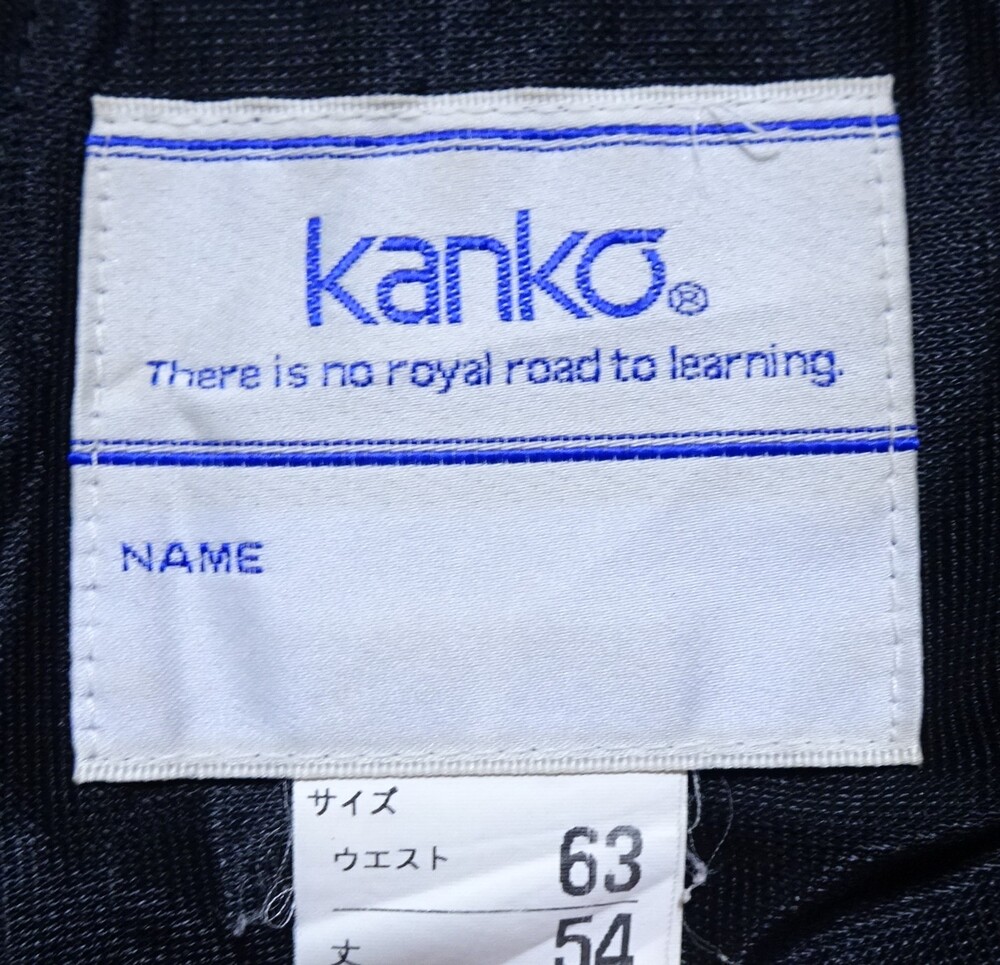 kanko®
There is no royal road to learning.
NAME
サイズ
ウエスト 63
丈 54